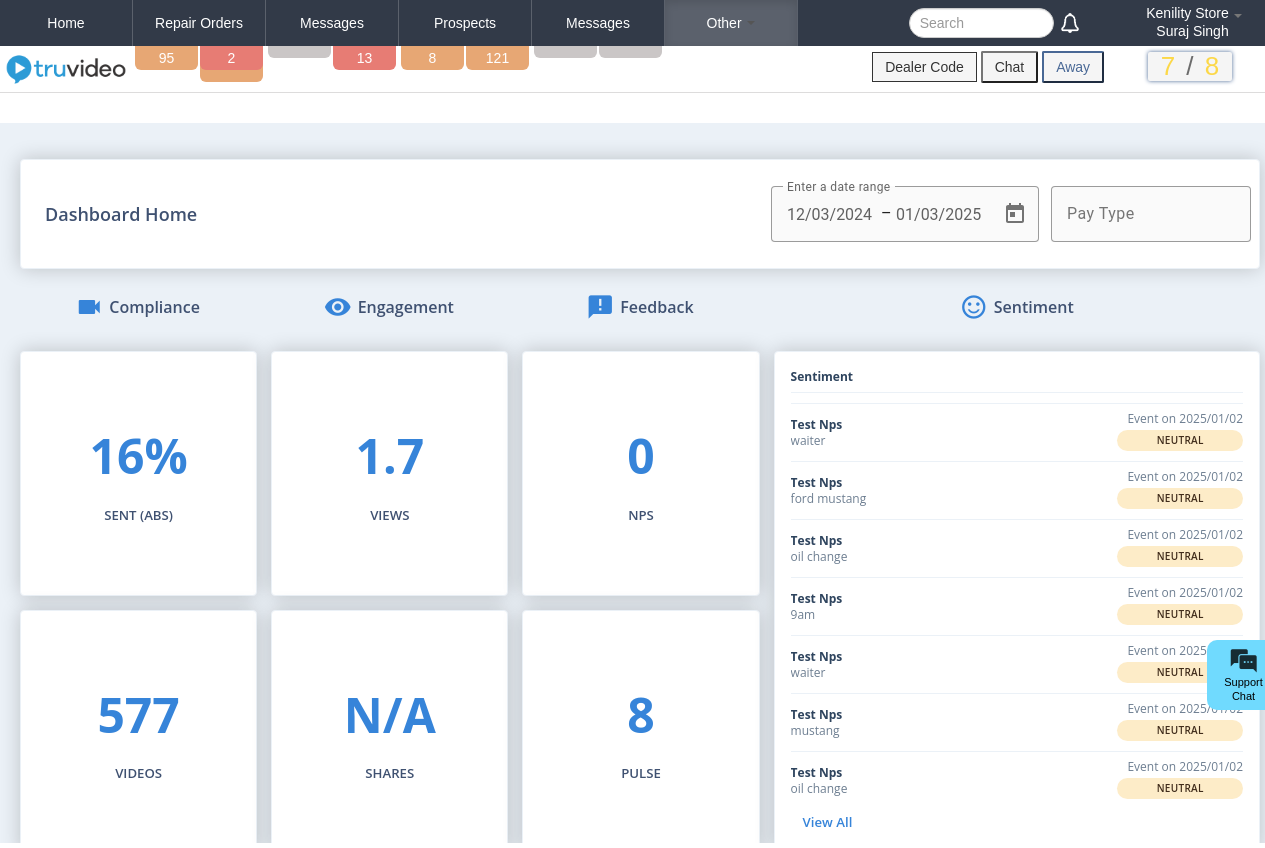 Home
Repair Orders
Messages
Prospects
Messages
Other
Search
Kenility Store
Suraj Singh
truvideo
95
2
13
8
121
Dealer Code
Chat
Away
7 / 8
Dashboard Home
Enter a date range
12/03/2024 – 01/03/2025
Pay Type
Compliance
Engagement
Feedback
Sentiment
16%
SENT (ABS)
1.7
VIEWS
0
NPS
577
VIDEOS
N/A
SHARES
8
PULSE
Sentiment
Test Nps
waiter
Event on 2025/01/02
NEUTRAL
Test Nps
ford mustang
Event on 2025/01/02
NEUTRAL
Test Nps
oil change
Event on 2025/01/02
NEUTRAL
Test Nps
9am
Event on 2025/01/02
NEUTRAL
Test Nps
waiter
Event on 2025
NEUTRAL
Test Nps
mustang
Event on 2025/01/02
NEUTRAL
Test Nps
oil change
Event on 2025/01/02
NEUTRAL
View All
Support
Chat